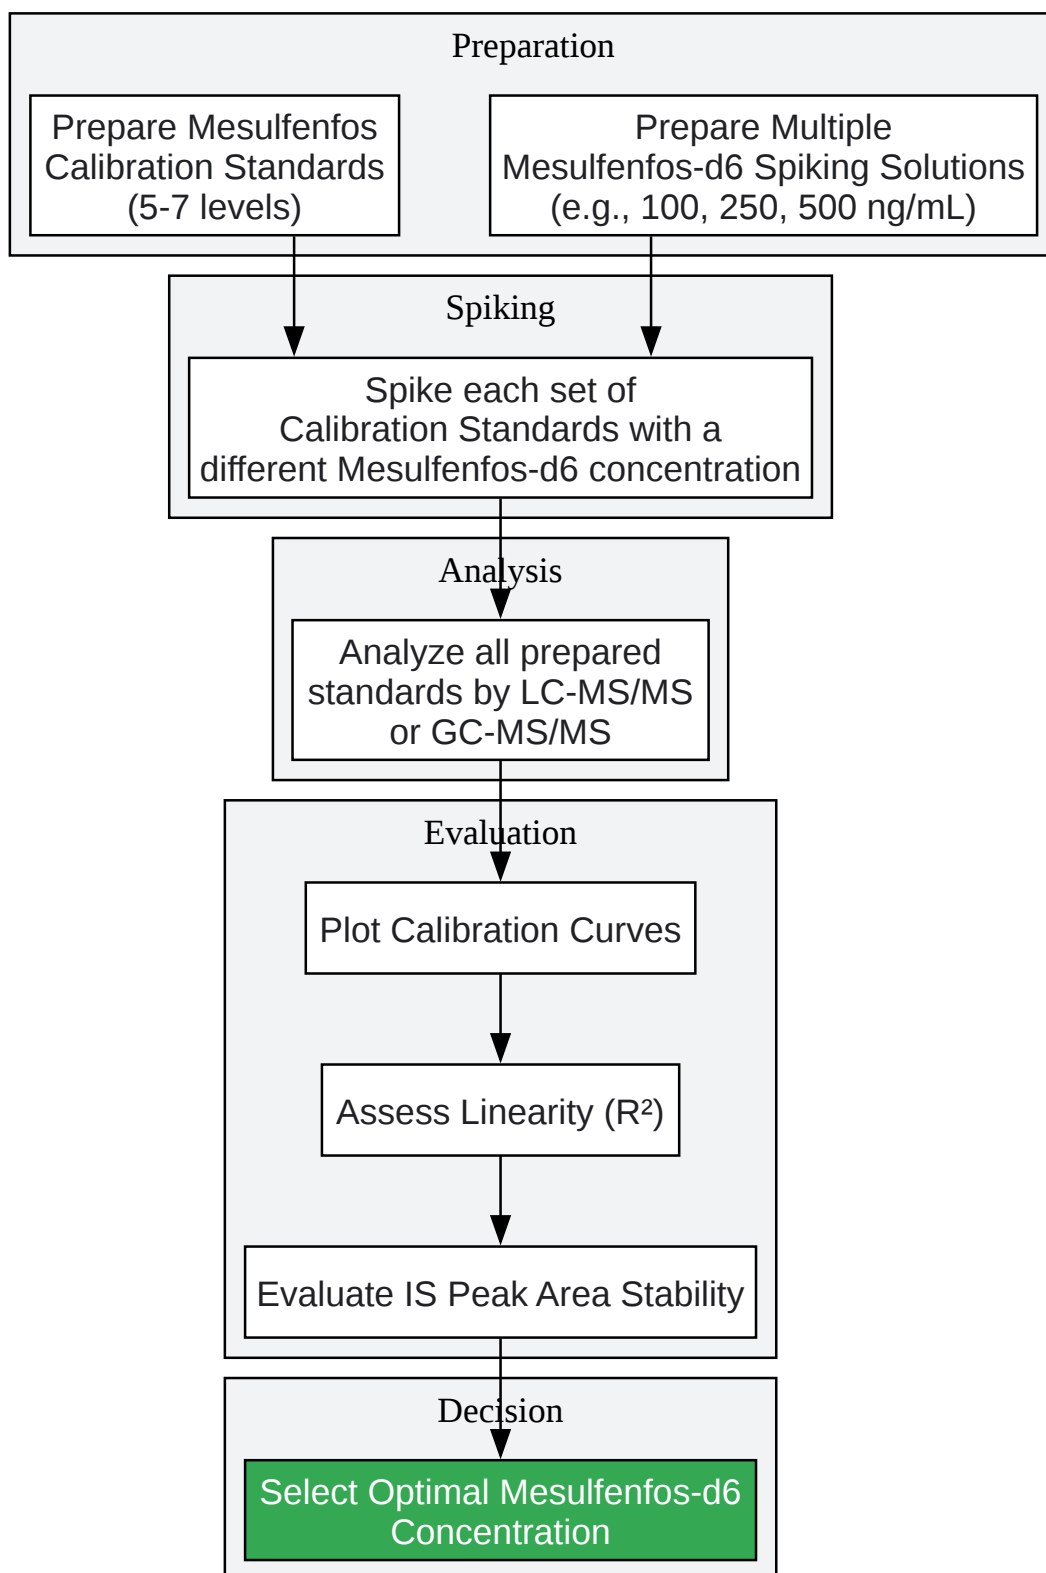 Preparation
Prepare Mesulfenfos
Calibration Standards
(5-7 levels)
Prepare Multiple
Mesulfenfos-d6 Spiking Solutions
(e.g., 100, 250, 500 ng/mL)
Spiking
Spike each set of
Calibration Standards with a
different Mesulfenfos-d6 concentration
Analysis
Analyze all prepared
standards by LC-MS/MS
or GC-MS/MS
Evaluation
Plot Calibration Curves
Assess Linearity (R²)
Evaluate IS Peak Area Stability
Decision
Select Optimal Mesulfenfos-d6
Concentration